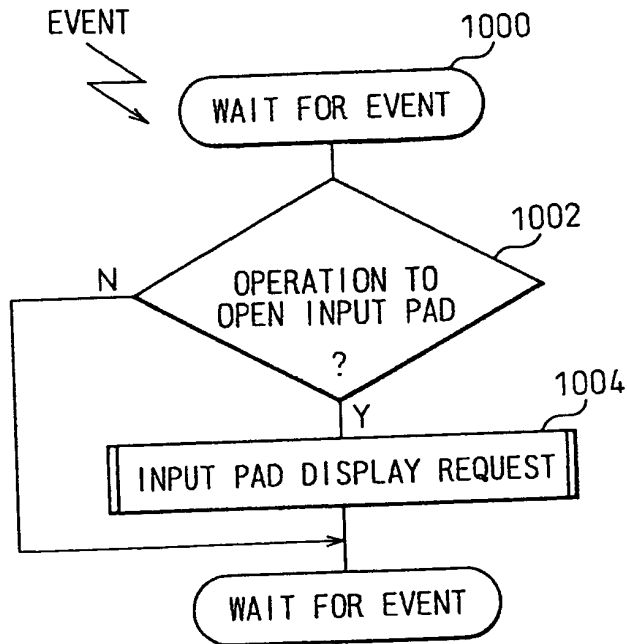 EVENT
1000
WAIT FOR EVENT
1002
N
OPERATION TO
OPEN INPUT PAD
?
Y
1004
INPUT PAD DISPLAY REQUEST
WAIT FOR EVENT